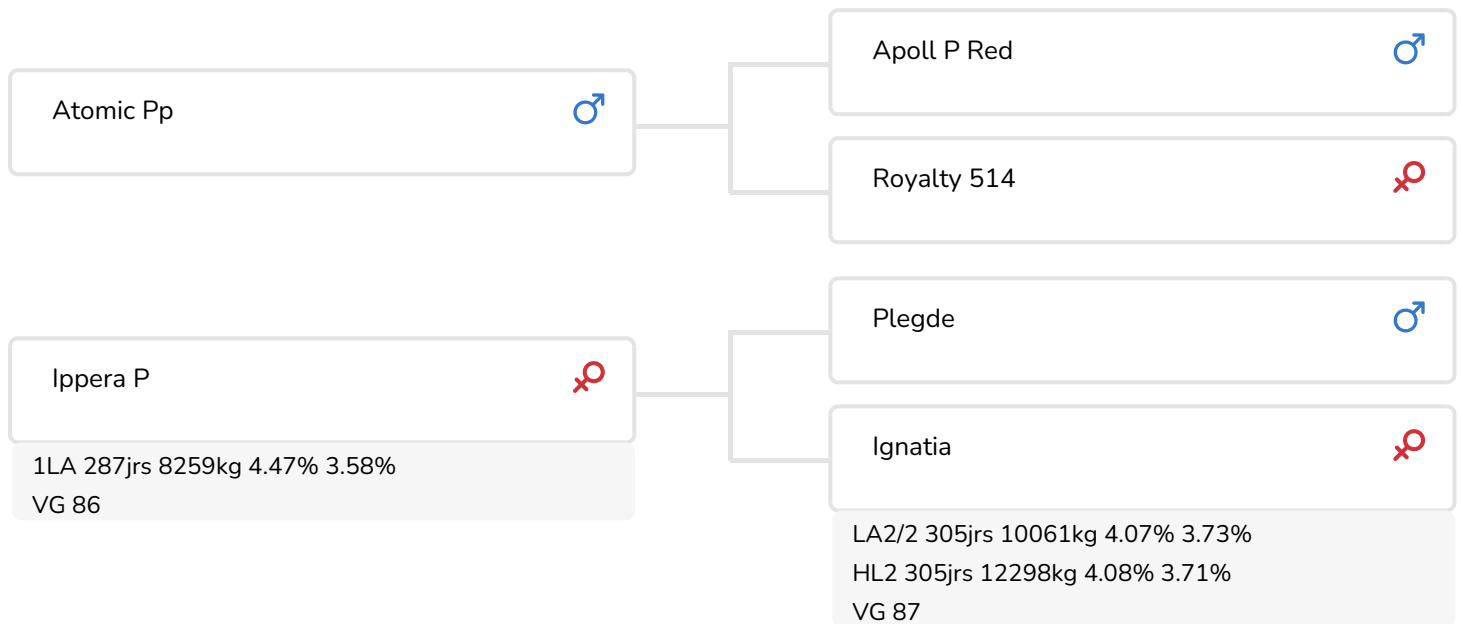 Atomic Pp
Apoll P Red
Royalty 514
Ippera P
1LA 287jrs 8259kg 4.47% 3.58%
VG 86
Plegde
Ignatia
LA2/2 305jrs 10061kg 4.07% 3.73%
HL2 305jrs 12298kg 4.08% 3.71%
VG 87